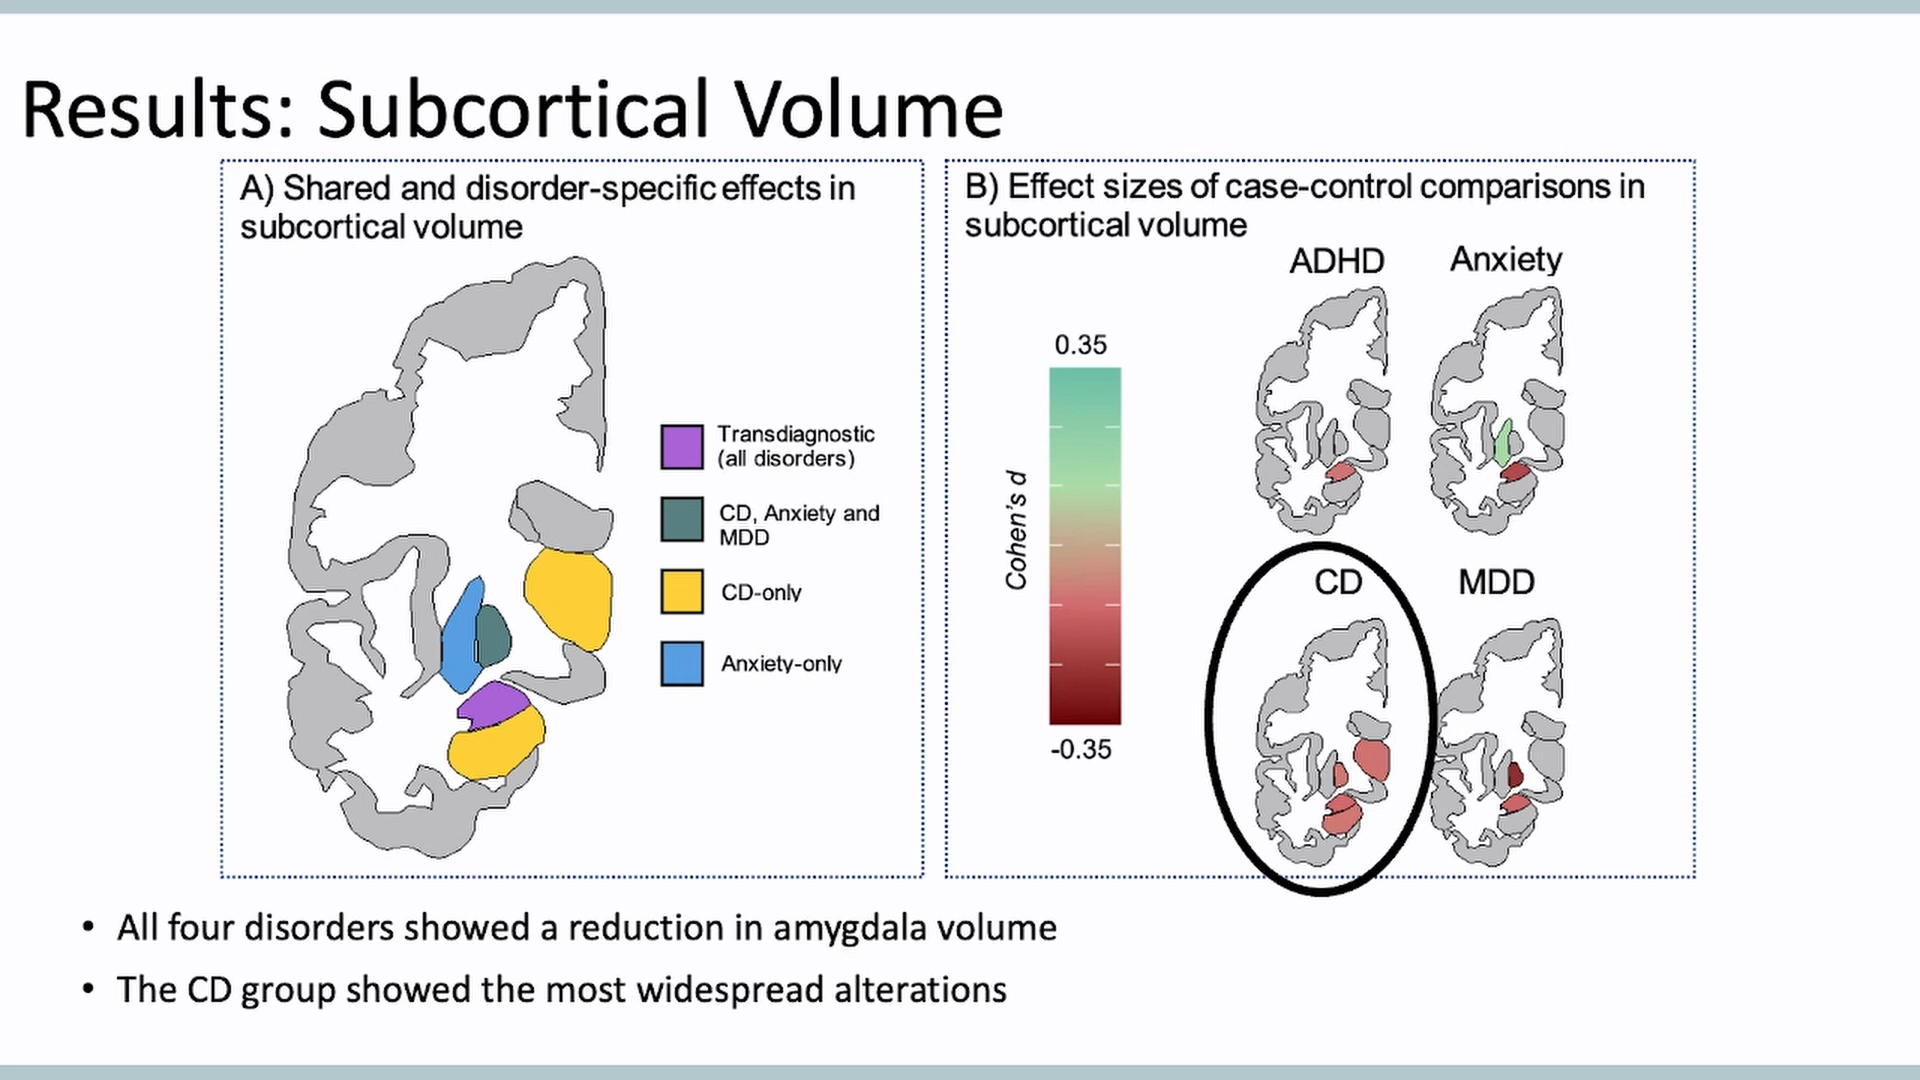 Results: Subcortical Volume
A) Shared and disorder-specific effects in
subcortical volume
Transdiagnostic
(all disorders)
CD, Anxiety and
MDD
CD-only
Anxiety-only
B) Effect sizes of case-control comparisons in
subcortical volume
ADHD
Anxiety
0.35
Cohen's d
-0.35
CD
MDD
• All four disorders showed a reduction in amygdala volume
• The CD group showed the most widespread alterations